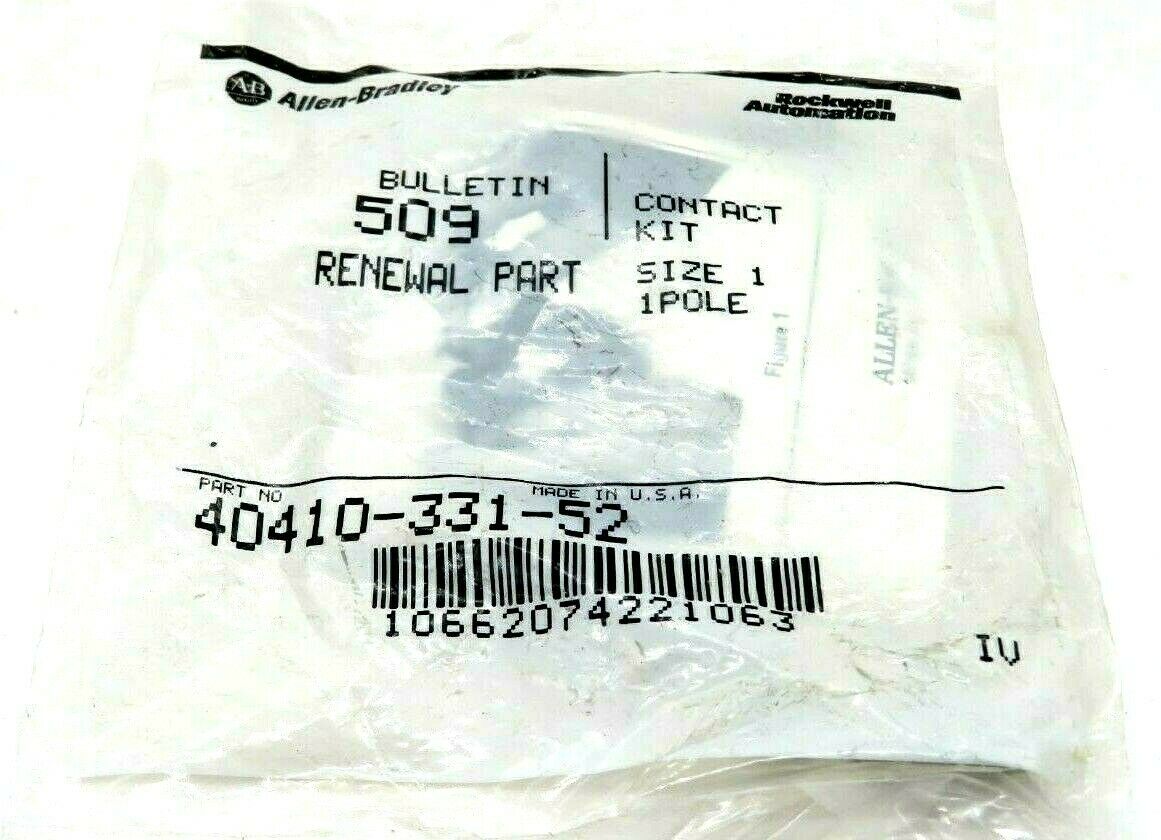 AB
Allen-Bradley
Rockwell
Automation
BULLETIN
509
RENEWAL PART
CONTACT
KIT
SIZE 1
1POLE
Figure 1
ALLEN-
PART NO
MADE IN U.S.A.
40410-331-52
10662074221063
IV